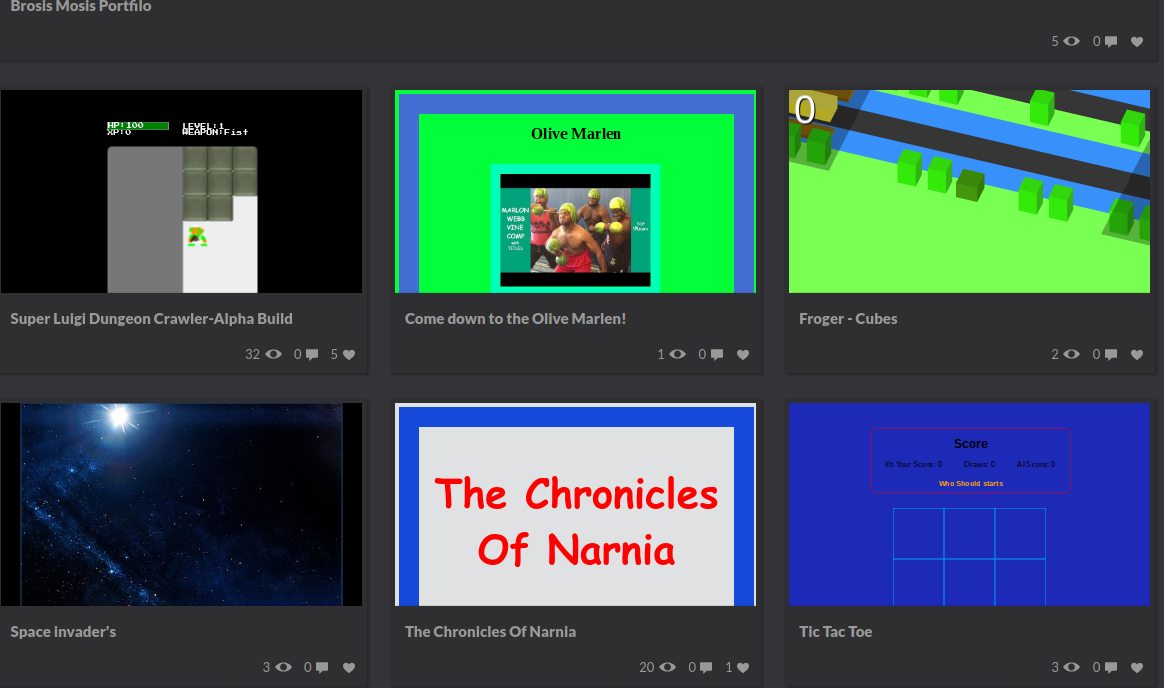 Brosis Mosis Portfilo
5 0
HP:100 LEVEL:1
XP:0 WEAPON:Fist
Olive Marlen
MARLON
WEBB
VINE
COMP.
TITLES
0
Super Luigi Dungeon Crawler-Alpha Build
Come down to the Olive Marlen!
Froger - Cubes
32 0 5
1 0
2 0
The Chronicles
Of Narnia
Score
It's Your Score: 0 Draws: 0 AI Score: 0
Who Should starts
Space invader's
The Chronicles Of Narnia
Tic Tac Toe
3 0
20 0 1
3 0